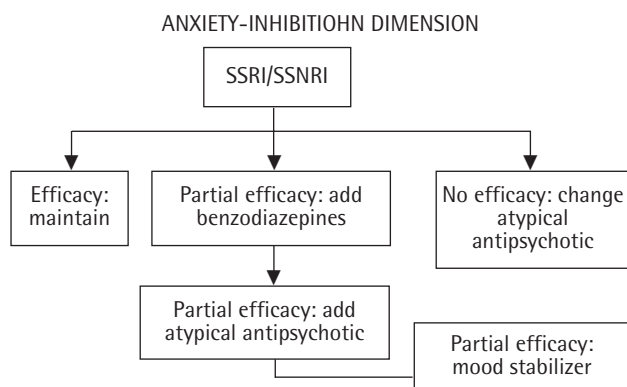 ANXIETY-INHIBITIOHN DIMENSION
SSRI/SSNRI
Efficacy:
maintain
Partial efficacy: add
benzodiazepines
No efficacy: change
atypical
antipsychotic
Partial efficacy: add
atypical antipsychotic
Partial efficacy:
mood stabilizer